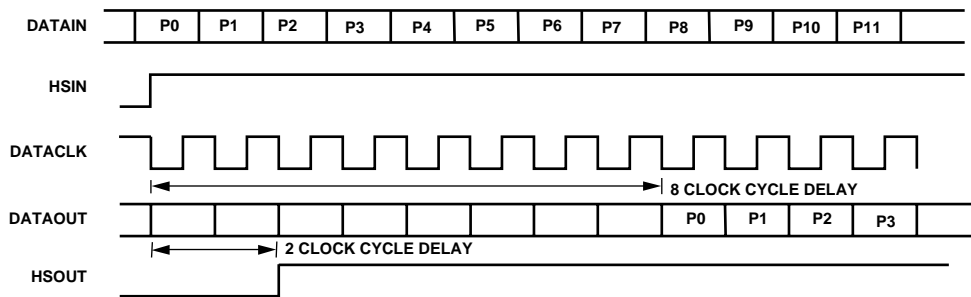 DATAIN P0 P1 P2 P3 P4 P5 P6 P7 P8 P9 P10 P11
HSIN
DATACLK
8 CLOCK CYCLE DELAY
DATAOUT P0 P1 P2 P3
2 CLOCK CYCLE DELAY
HSOUT